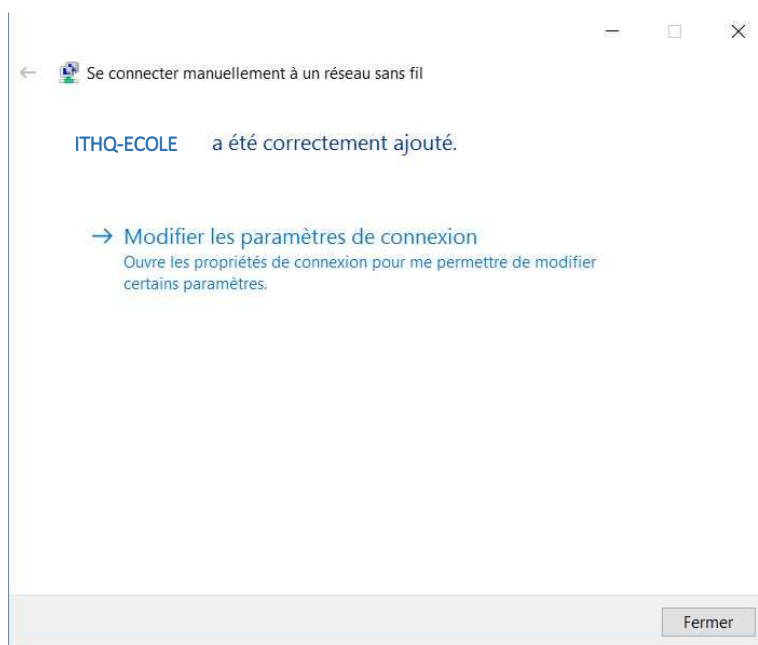 Se connecter manuellement à un réseau sans fil
ITHQ-ECOLE a été correctement ajouté.
Modifier les paramètres de connexion
Ouvre les propriétés de connexion pour me permettre de modifier
certains paramètres.
Fermer